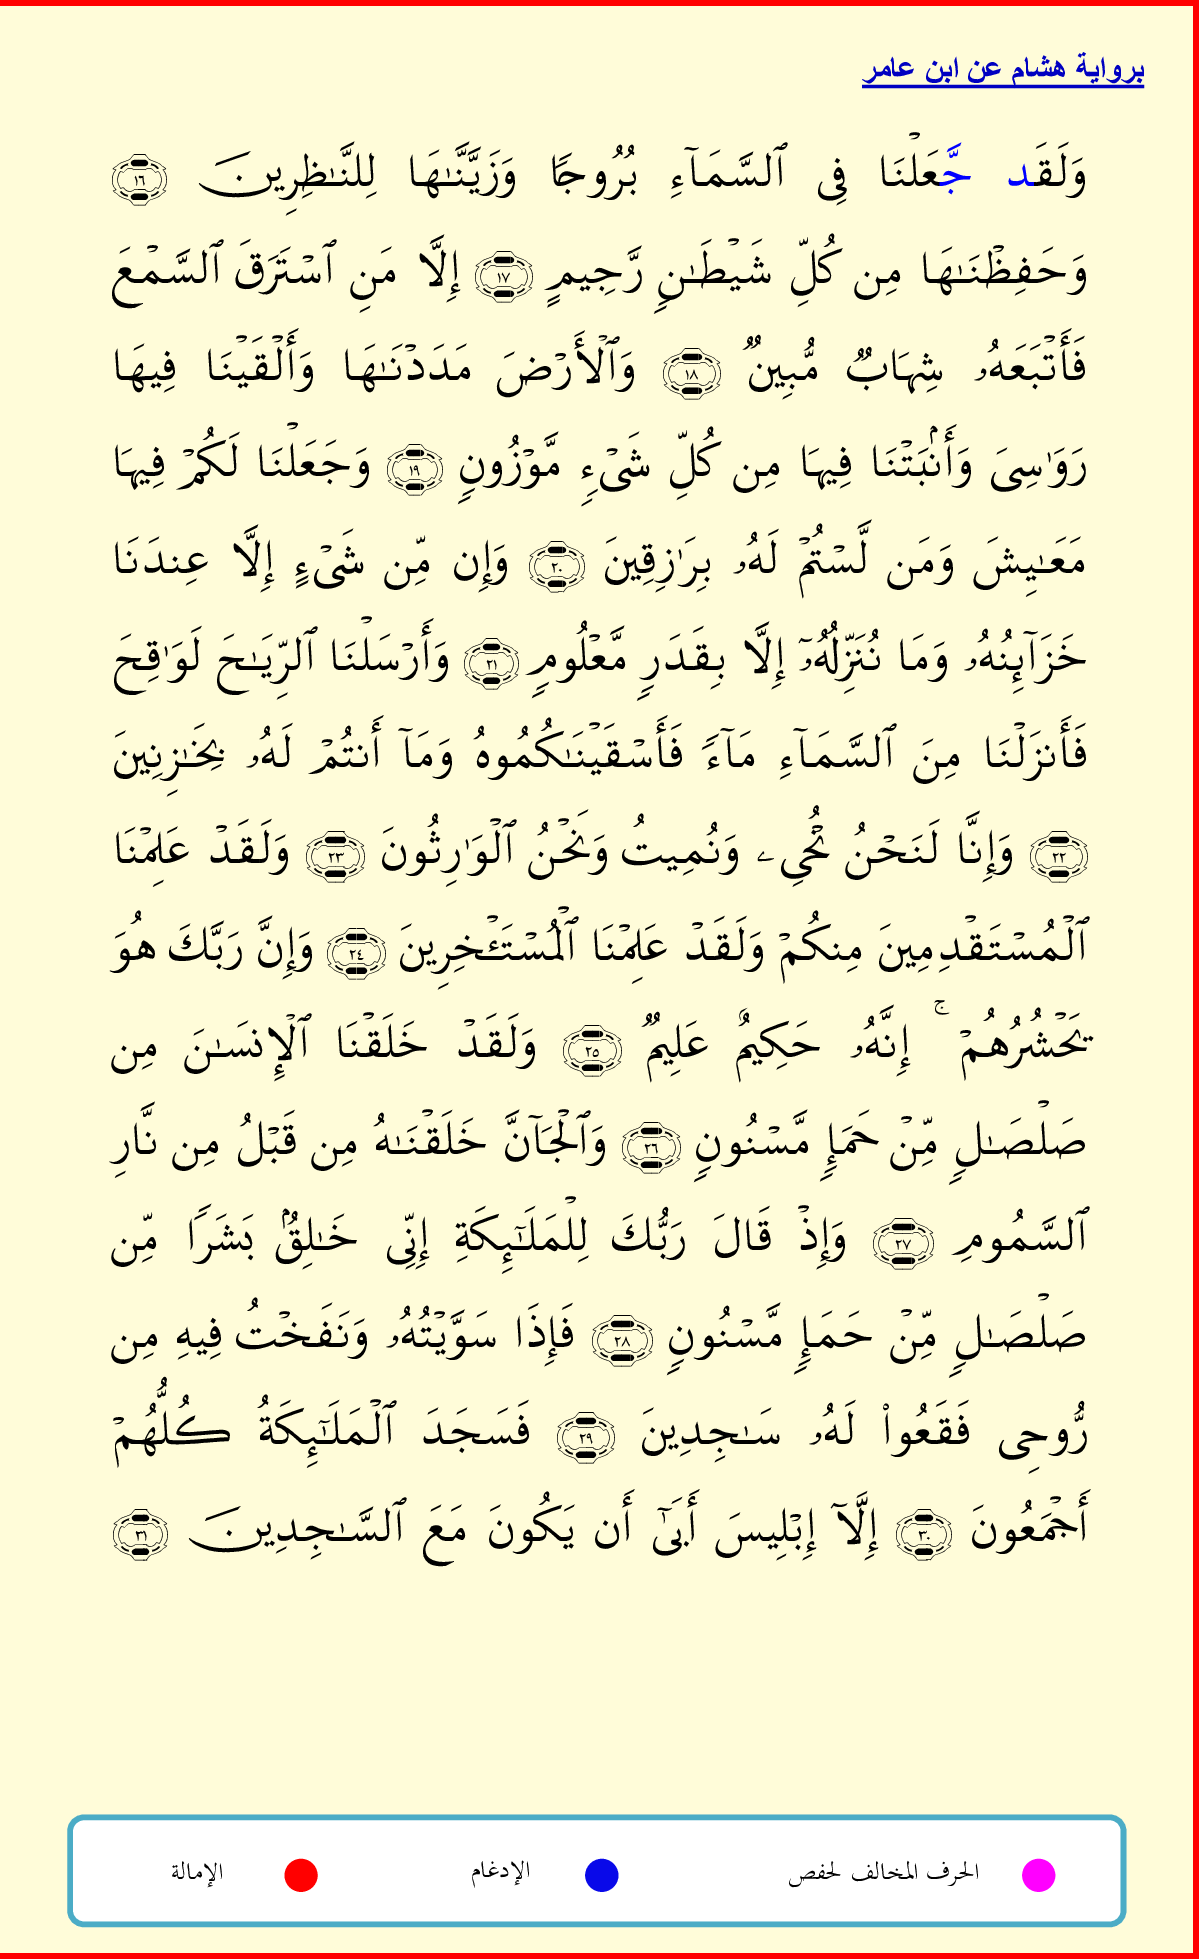 برواية هشام عن ابن عامر
وَلَقَد جَّعَلْنَا فِى ٱلسَّمَآءِ بُرُوجًا وَزَيَّنَّـٰهَا لِلنَّـٰظِرِينَ ١٦
وَحَفِظْنَـٰهَا مِن كُلِّ شَيْطَـٰنٍ رَّجِيمٍ ١٧ إِلَّا مَنِ ٱسْتَرَقَ ٱلسَّمْعَ
فَأَتْبَعَهُۥ شِهَابٌ مُّبِينٌ ١٨ وَٱلْأَرْضَ مَدَدْنَـٰهَا وَأَلْقَيْنَا فِيهَا
رَوَٰسِىَ وَأَنۢبَتْنَا فِيهَا مِن كُلِّ شَىْءٍ مَّوْزُونٍ ١٩ وَجَعَلْنَا لَكُمْ فِيهَا
مَعَـٰيِشَ وَمَن لَّسْتُمْ لَهُۥ بِرَٰزِقِينَ ٢٠ وَإِن مِّن شَىْءٍ إِلَّا عِندَنَا
خَزَآئِنُهُۥ وَمَا نُنَزِّلُهُۥٓ إِلَّا بِقَدَرٍ مَّعْلُومٍ ٢١ وَأَرْسَلْنَا ٱلرِّيَـٰحَ لَوَٰقِحَ
فَأَنزَلْنَا مِنَ ٱلسَّمَآءِ مَآءً فَأَسْقَيْنَـٰكُمُوهُ وَمَآ أَنتُمْ لَهُۥ بِخَـٰزِنِينَ
٢٢ وَإِنَّا لَنَحْنُ نُحْىِۦ وَنُمِيتُ وَنَحْنُ ٱلْوَٰرِثُونَ ٢٣ وَلَقَدْ عَلِمْنَا
ٱلْمُسْتَقْدِمِينَ مِنكُمْ وَلَقَدْ عَلِمْنَا ٱلْمُسْتَـْٔخِرِينَ ٢٤ وَإِنَّ رَبَّكَ هُوَ
يَحْشُرُهُمْ ۚ إِنَّهُۥ حَكِيمٌ عَلِيمٌ ٢٥ وَلَقَدْ خَلَقْنَا ٱلْإِنسَـٰنَ مِن
صَلْصَـٰلٍ مِّنْ حَمَإٍ مَّسْنُونٍ ٢٦ وَٱلْجَآنَّ خَلَقْنَـٰهُ مِن قَبْلُ مِن نَّارِ
ٱلسَّمُومِ ٢٧ وَإِذْ قَالَ رَبُّكَ لِلْمَلَـٰٓئِكَةِ إِنِّى خَـٰلِقٌۢ بَشَرًا مِّن
صَلْصَـٰلٍ مِّنْ حَمَإٍ مَّسْنُونٍ ٢٨ فَإِذَا سَوَّيْتُهُۥ وَنَفَخْتُ فِيهِ مِن
رُّوحِى فَقَعُوا۟ لَهُۥ سَـٰجِدِينَ ٢٩ فَسَجَدَ ٱلْمَلَـٰٓئِكَةُ كُلُّهُمْ
أَجْمَعُونَ ٣٠ إِلَّآ إِبْلِيسَ أَبَىٰٓ أَن يَكُونَ مَعَ ٱلسَّـٰجِدِينَ ٣١
الحرف المخالف لحفص الإدغام الإمالة